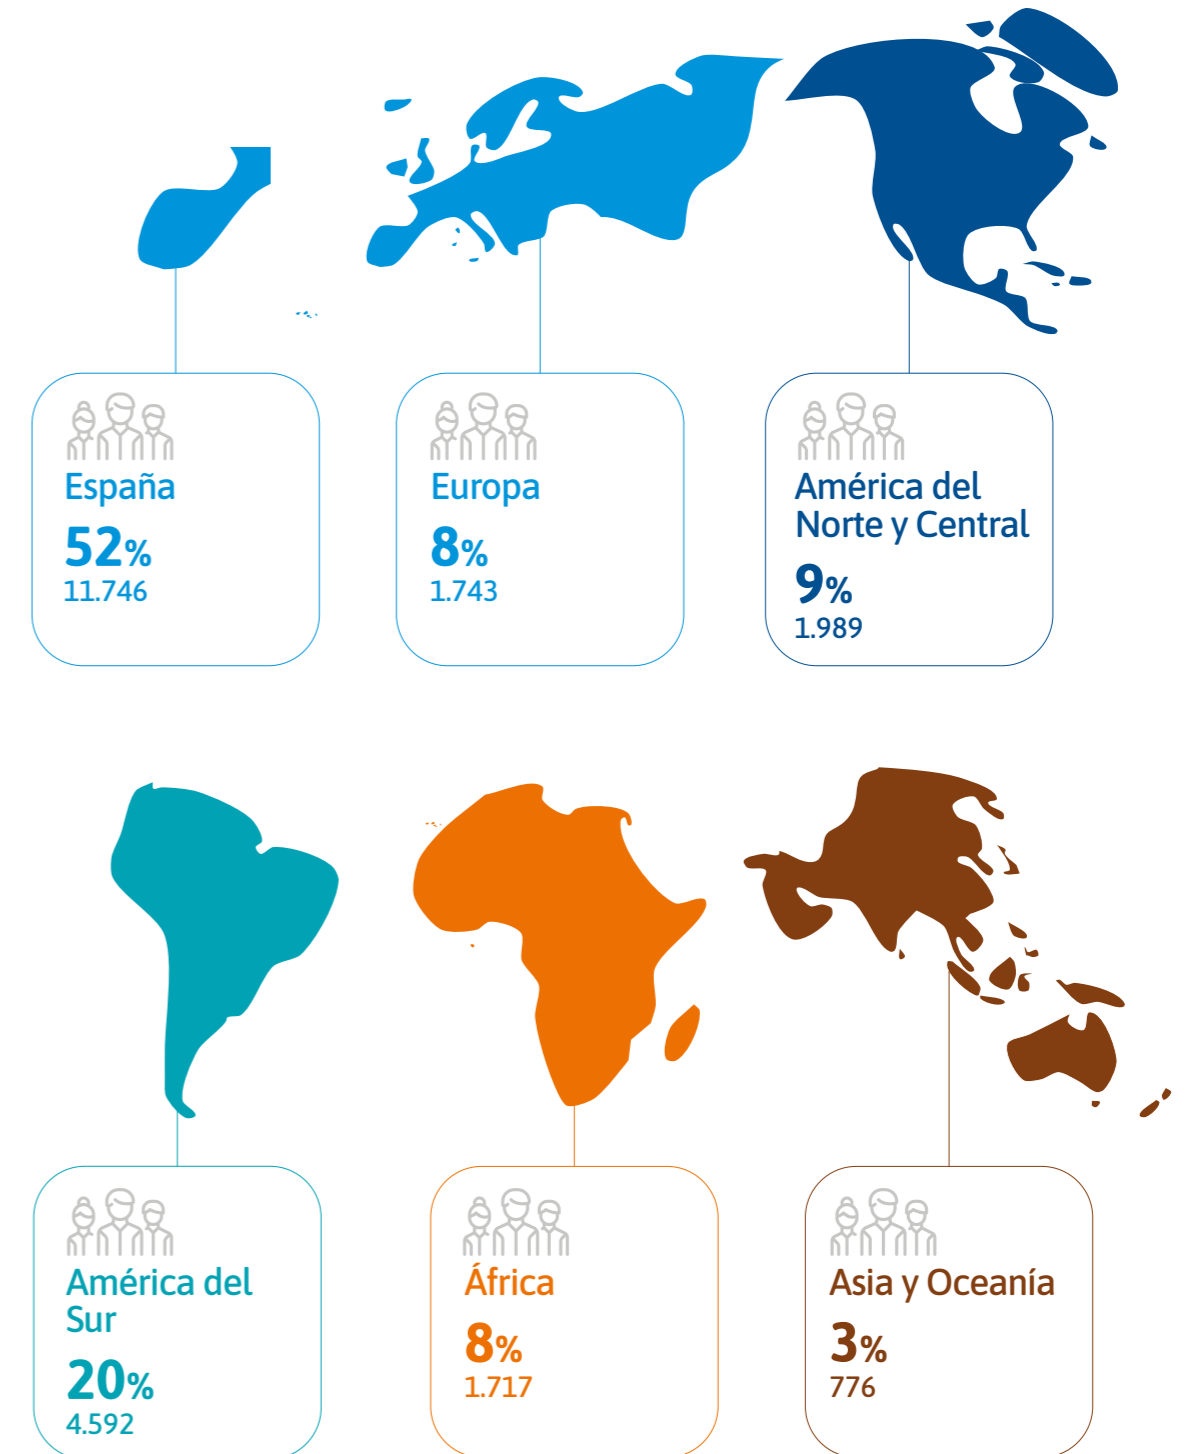 España
52%
11.746
Europa
8%
1.743
América del
Norte y Central
9%
1.989
América del
Sur
20%
4.592
África
8%
1.717
Asia y Oceanía
3%
776